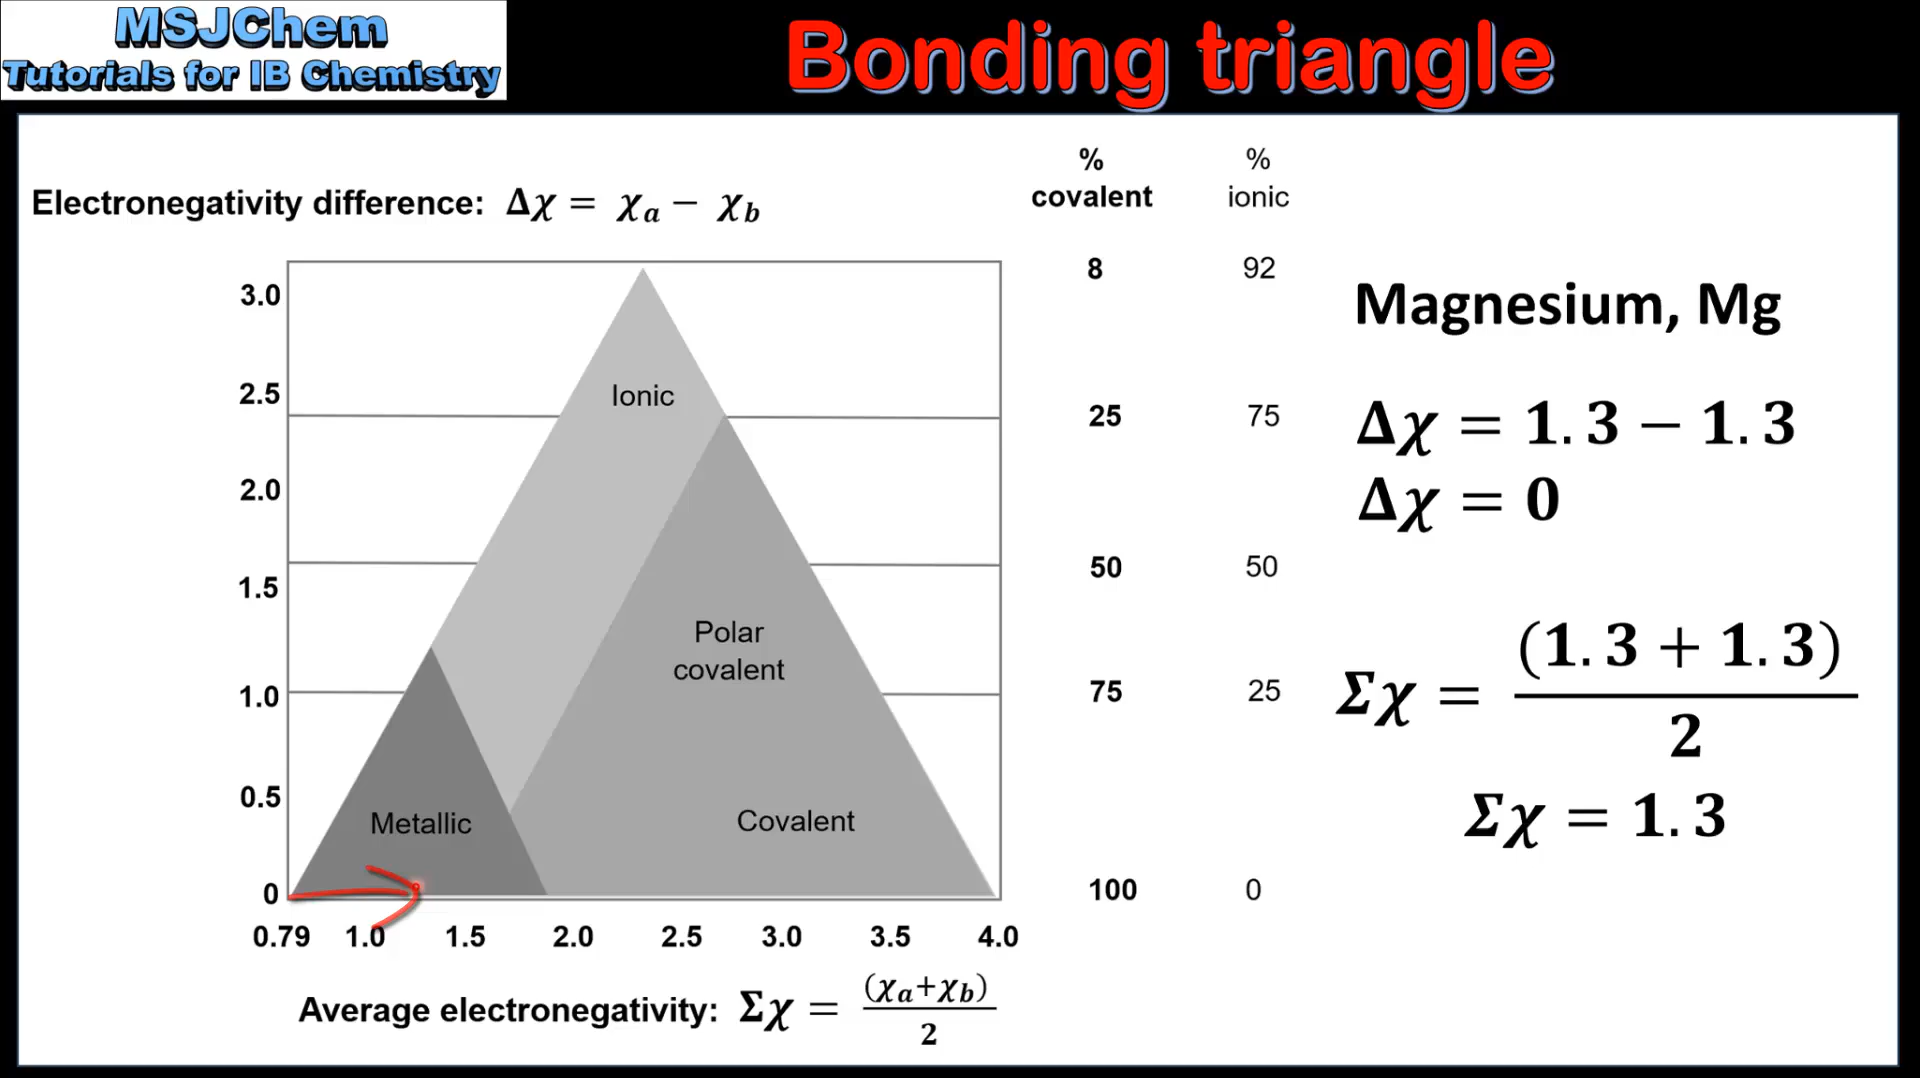 MSJChem
Tutorials for IB Chemistry
Bonding triangle
Electronegativity difference: Δχ = χₐ − χ_b
% covalent
% ionic
3.0
2.5
2.0
1.5
1.0
0.5
0
Ionic
Polar
covalent
Metallic
Covalent
0.79 1.0 1.5 2.0 2.5 3.0 3.5 4.0
Average electronegativity: Σχ = (χₐ+χ_b)/2
8 92
25 75
50 50
75 25
100 0
Magnesium, Mg
Δχ = 1.3 − 1.3
Δχ = 0
Σχ = (1.3 + 1.3)/2
Σχ = 1.3